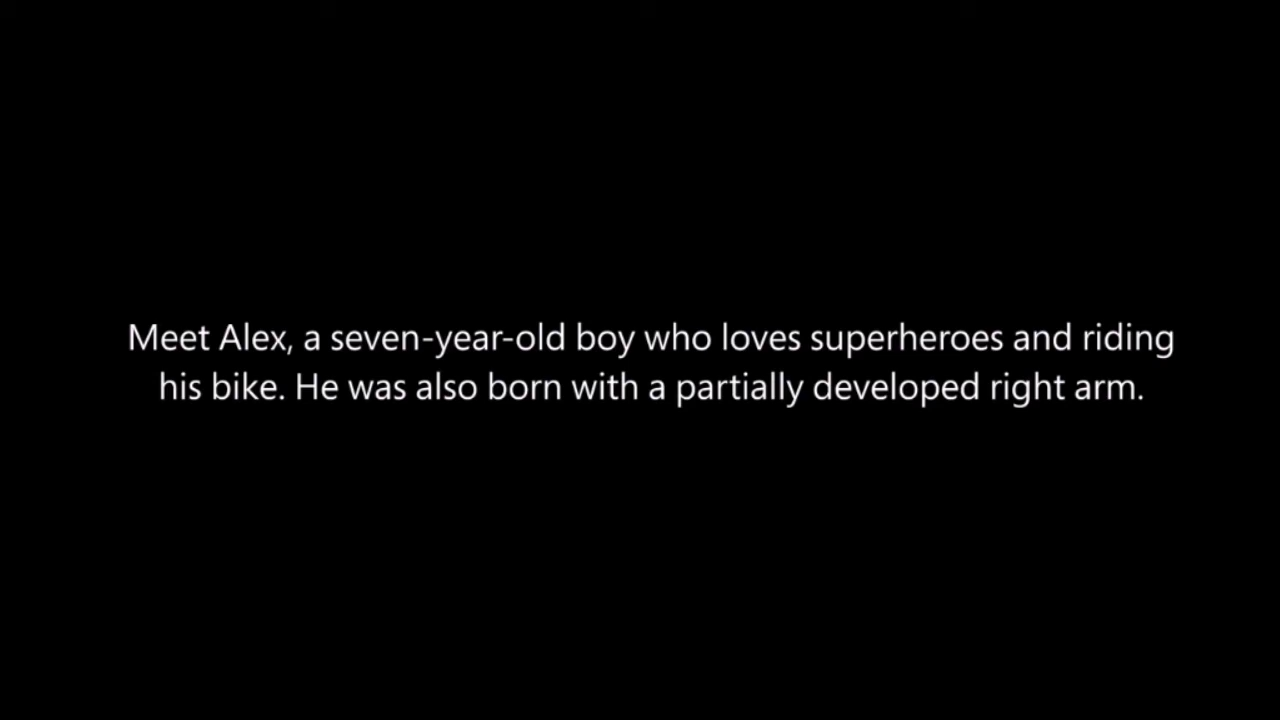 Meet Alex, a seven-year-old boy who loves superheroes and riding
his bike. He was also born with a partially developed right arm.